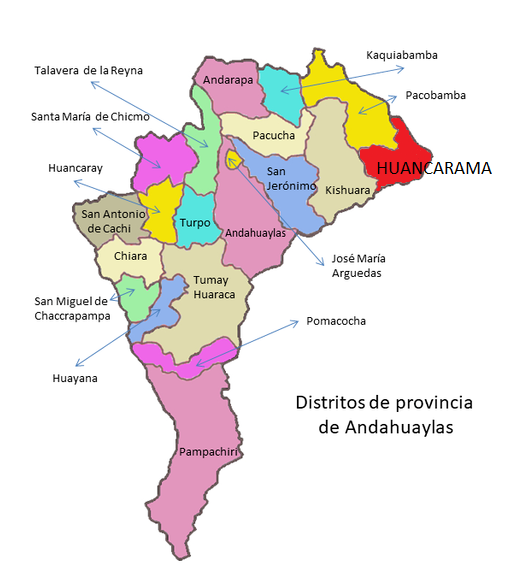 Kaquiabamba
Talavera de la Reyna
Andarapa
Pacobamba
Santa María de Chicmo
Pacucha
Huancaray
San
Jerónimo
HUANCARAMA
Kishuara
San Antonio
de Cachi
Turpo
Andahuaylas
Chiara
José María
Arguedas
Tumay
Huaraca
San Miguel de
Chaccrapampa
Pomacocha
Huayana
Distritos de provincia
de Andahuaylas
Pampachiri